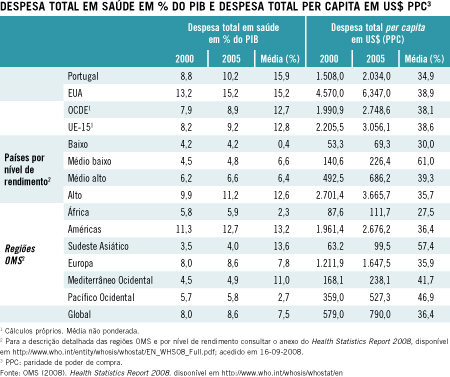 DESPESA TOTAL EM SAÚDE EM % DO PIB E DESPESA TOTAL PER CAPITA EM US$ PPC³
Despesa total em saúde em % do PIB Despesa total per capita em US$ (PPC)
2000 2005 Média (%) 2000 2005 Média (%)
Portugal 8,8 10,2 15,9 1.508,0 2.034,0 34,9
EUA 13,2 15,2 15,2 4.570,0 6.347,0 38,9
OCDE¹ 7,9 8,9 12,7 1.990,9 2.748,6 38,1
UE-15¹ 8,2 9,2 12,8 2.205,5 3.056,1 38,6
Países por nível de rendimento²
Baixo 4,2 4,2 0,4 53,3 69,3 30,0
Médio baixo 4,5 4,8 6,6 140,6 226,4 61,0
Médio alto 6,2 6,6 6,4 492,5 686,2 39,3
Alto 9,9 11,2 12,6 2.701,4 3.665,7 35,7
Regiões OMS²
África 5,8 5,9 2,3 87,6 111,7 27,5
Américas 11,3 12,7 13,2 1.961,4 2.676,2 36,4
Sudeste Asiático 3,5 4,0 13,6 63.2 99,5 57,4
Europa 8,0 8,6 7,8 1.211,9 1.647,5 35,9
Mediterrâneo Ocidental 4,5 4,9 11,0 168,1 238,1 41,7
Pacífico Ocidental 5,7 5,8 2,7 359,0 527,3 46,9
Global 8,0 8,6 7,5 579,0 790,0 36,4
¹ Cálculos próprios. Média não ponderada.
² Para a descrição detalhada das regiões OMS e por nível de rendimento consultar o anexo do Health Statistics Report 2008, disponível
em http://www.who.int/entity/whosis/whostat/EN_WHS08_Full.pdf; acedido em 16-09-2008.
³ PPC: paridade de poder de compra.
Fonte: OMS (2008), Health Statistics Report 2008, disponível em http://www.who.int/whosis/whostat/en